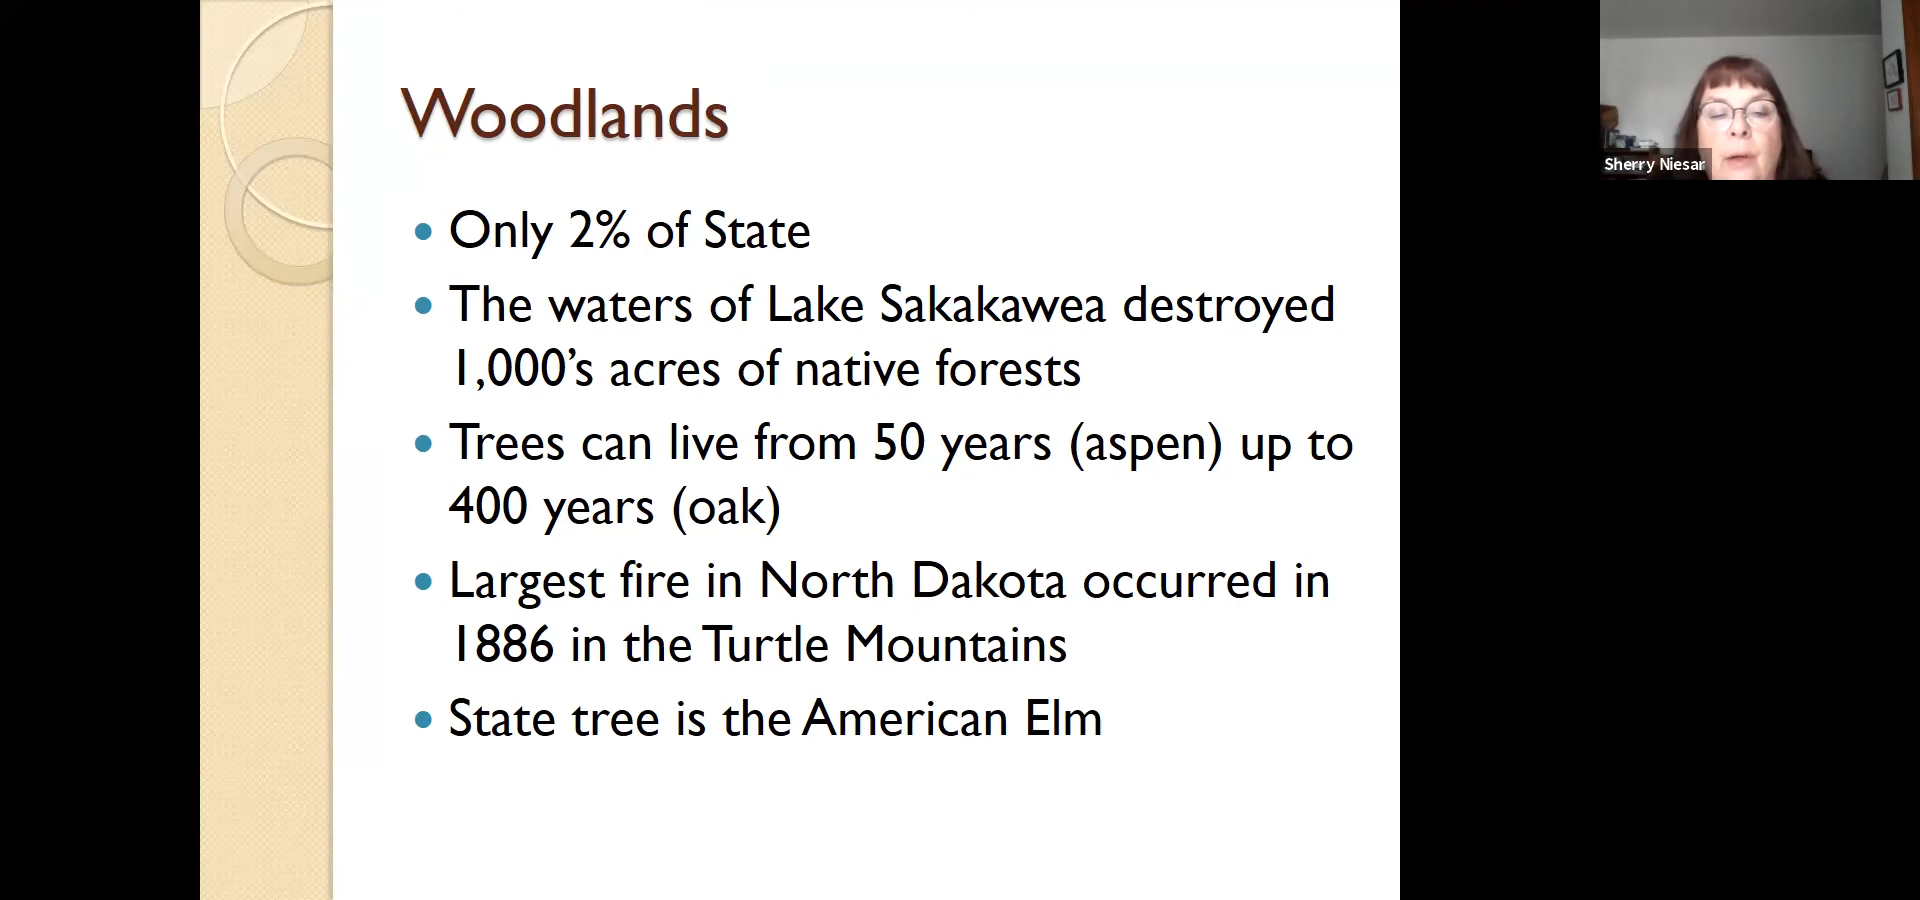 Woodlands
• Only 2% of State
• The waters of Lake Sakakawea destroyed
1,000’s acres of native forests
• Trees can live from 50 years (aspen) up to
400 years (oak)
• Largest fire in North Dakota occurred in
1886 in the Turtle Mountains
• State tree is the American Elm
Sherry Niesar